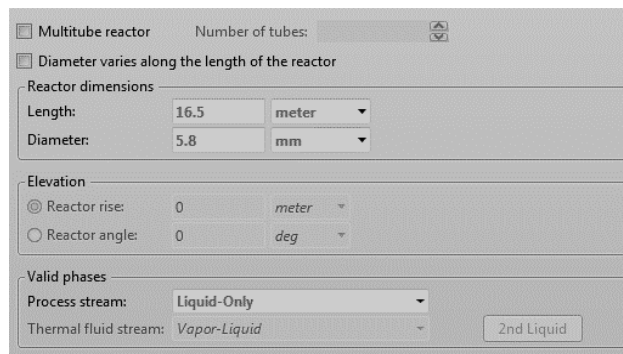 Multitube reactor Number of tubes:
Diameter varies along the length of the reactor
Reactor dimensions
Length: 16.5 meter
Diameter: 5.8 mm
Elevation
Reactor rise: 0 meter
Reactor angle: 0 deg
Valid phases
Process stream: Liquid-Only
Thermal fluid stream: Vapor-Liquid 2nd Liquid